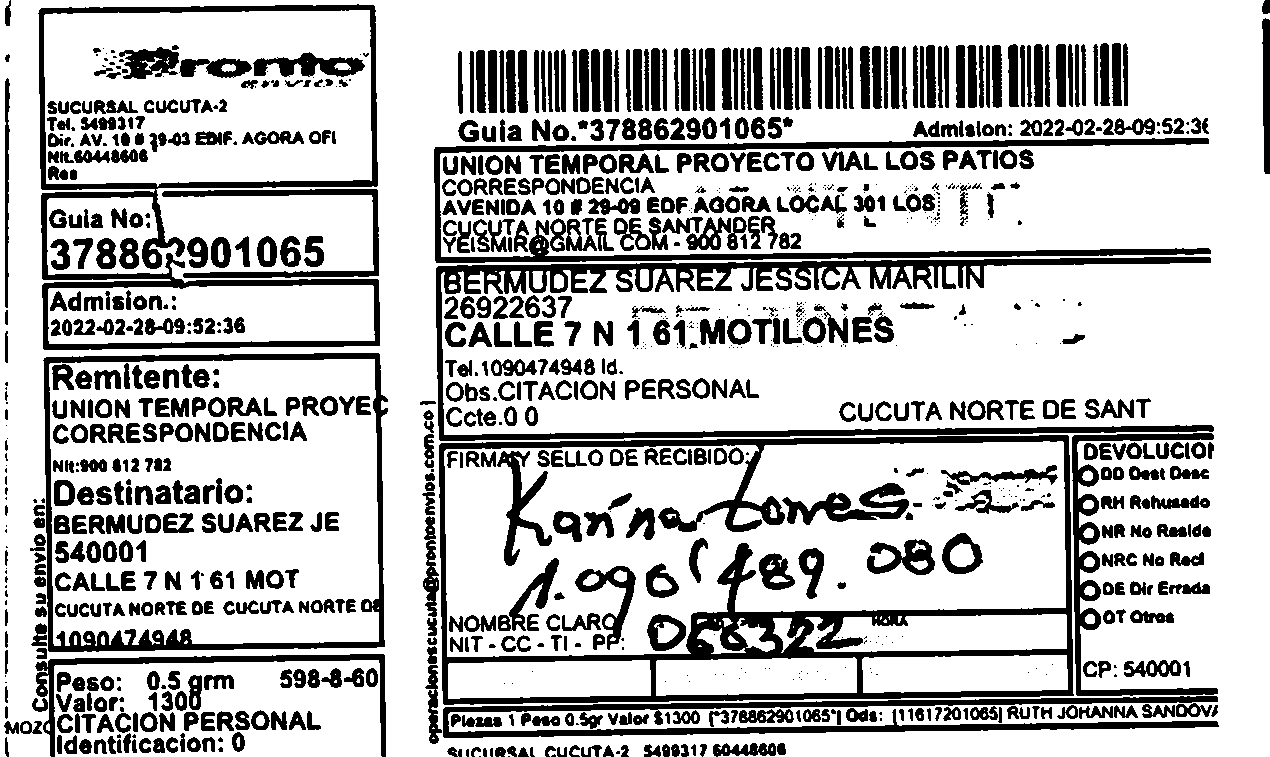 Pronto
envios
SUCURSAL CUCUTA-2
Tel. 5499317
Dir. AV. 10 # 29-03 EDIF. AGORA OFI
Nit.60448606
Res
Guia No:
378862901065
Admision.:
2022-02-28-09:52:36
Remitente:
UNION TEMPORAL PROYEC
CORRESPONDENCIA
Nit:900 812 782
Destinatario:
BERMUDEZ SUAREZ JE
540001
CALLE 7 N 1 61 MOT
CUCUTA NORTE DE CUCUTA NORTE DE
1090474948
Peso: 0.5 grm 598-8-60
Valor: 1300
CITACION PERSONAL
Identificacion: 0
Consulte su envio en:
MOZO
Guia No.*378862901065*
Admision: 2022-02-28-09:52:36
UNION TEMPORAL PROYECTO VIAL LOS PATIOS
CORRESPONDENCIA
AVENIDA 10 # 29-09 EDF AGORA LOCAL 301 LOS
CUCUTA NORTE DE SANTANDER
YEISMIR@GMAIL COM - 900 812 782
BERMUDEZ SUAREZ JESSICA MARILIN
26922637
CALLE 7 N 1 61 MOTILONES
Tel.1090474948 Id.
Obs.CITACION PERSONAL
Ccte.0 0
CUCUTA NORTE DE SANT
operacionescucuta@prontoenvios.com.co
FIRMA Y SELLO DE RECIBIDO:
Karina Torres.
1.090 489.080
NOMBRE CLARO
NIT - CC - TI - PP:
HORA
DEVOLUCION
DD Dest Desc
RH Rehusado
NR No Reside
NRC No Recl
DE Dir Errada
OT Otros
CP: 540001
Piezas 1 Peso 0.5gr Valor $1300 [*378862901065*] Ods: [11617201065] RUTH JOHANNA SANDOVA
SUCURSAL CUCUTA-2 5499317 60448606